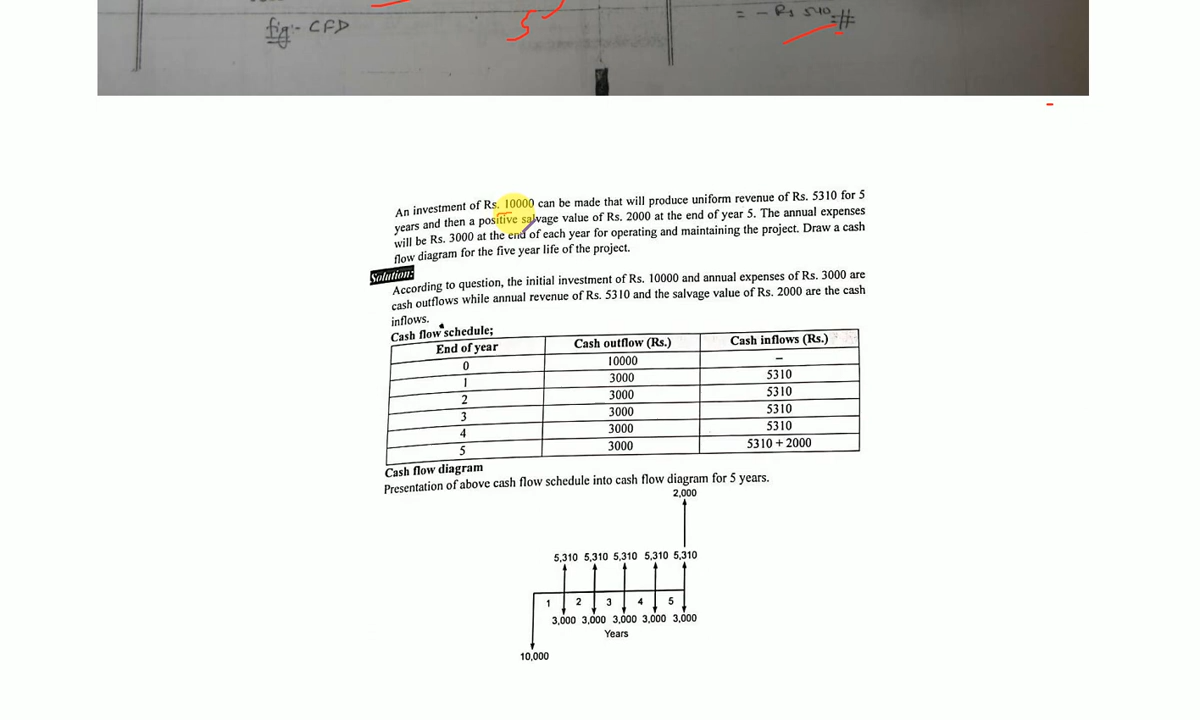 fig:- CFD
= - Rs 540 #
An investment of Rs. 10000 can be made that will produce uniform revenue of Rs. 5310 for 5
years and then a positive salvage value of Rs. 2000 at the end of year 5. The annual expenses
will be Rs. 3000 at the end of each year for operating and maintaining the project. Draw a cash
flow diagram for the five year life of the project.
Solution:
According to question, the initial investment of Rs. 10000 and annual expenses of Rs. 3000 are
cash outflows while annual revenue of Rs. 5310 and the salvage value of Rs. 2000 are the cash
inflows.
Cash flow schedule;
End of year Cash outflow (Rs.) Cash inflows (Rs.)
0 10000 –
1 3000 5310
2 3000 5310
3 3000 5310
4 3000 5310
5 3000 5310 + 2000
Cash flow diagram
Presentation of above cash flow schedule into cash flow diagram for 5 years.
2,000
5,310 5,310 5,310 5,310 5,310
1 2 3 4 5
3,000 3,000 3,000 3,000 3,000
Years
10,000